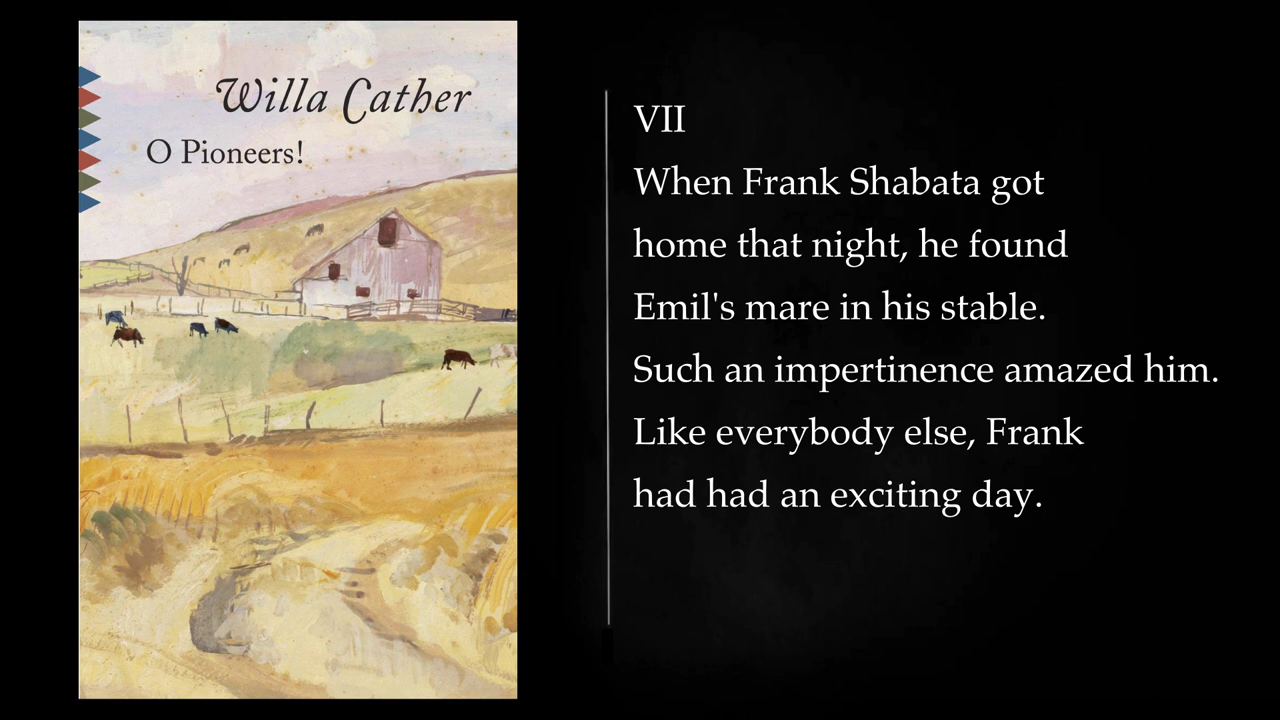 Willa Cather
O Pioneers!
VII
When Frank Shabata got
home that night, he found
Emil's mare in his stable.
Such an impertinence amazed him.
Like everybody else, Frank
had had an exciting day.